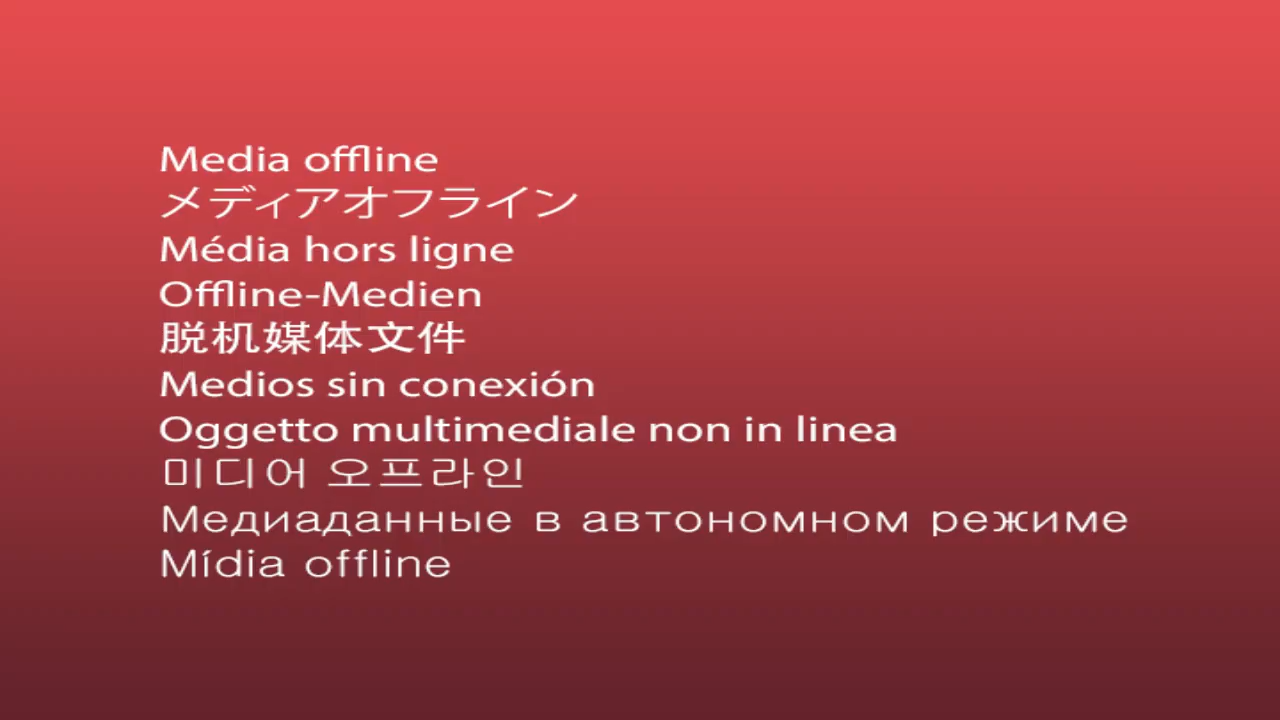 Media offline
メディアオフライン
Média hors ligne
Offline-Medien
脱机媒体文件
Medios sin conexión
Oggetto multimediale non in linea
미디어 오프라인
Медиаданные в автономном режиме
Mídia offline